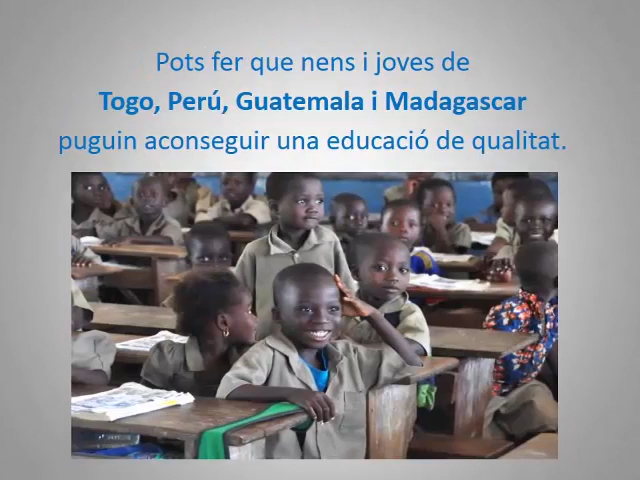 Pots fer que nens i joves de
Togo, Perú, Guatemala i Madagascar
puguin aconseguir una educació de qualitat.